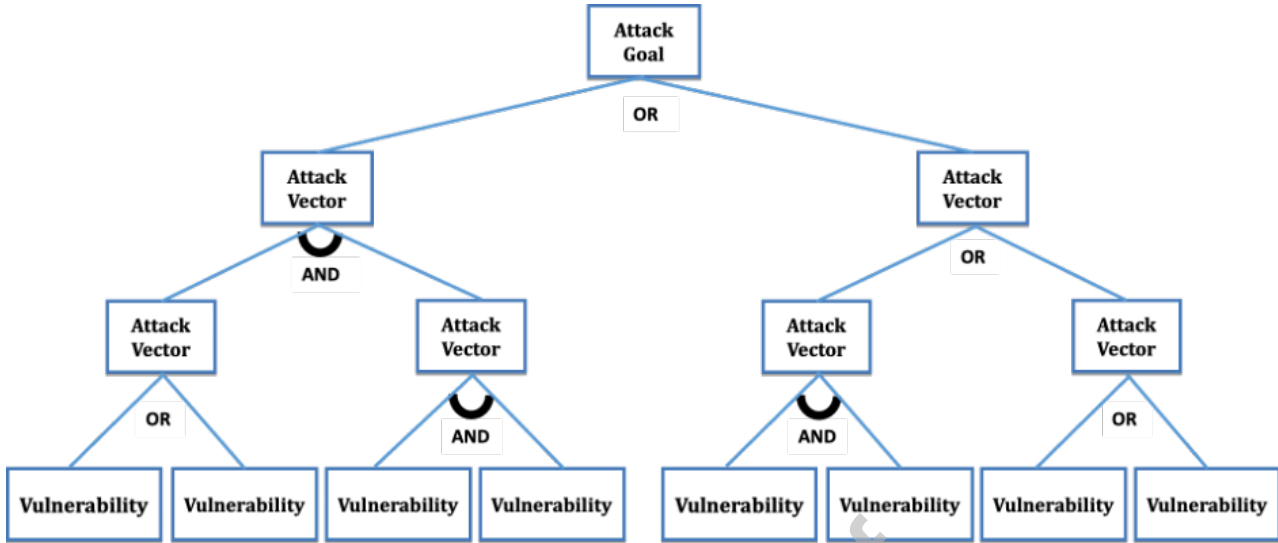 Attack
Goal
OR
Attack
Vector
Attack
Vector
AND
OR
Attack
Vector
Attack
Vector
Attack
Vector
Attack
Vector
OR
AND
AND
OR
Vulnerability
Vulnerability
Vulnerability
Vulnerability
Vulnerability
Vulnerability
Vulnerability
Vulnerability